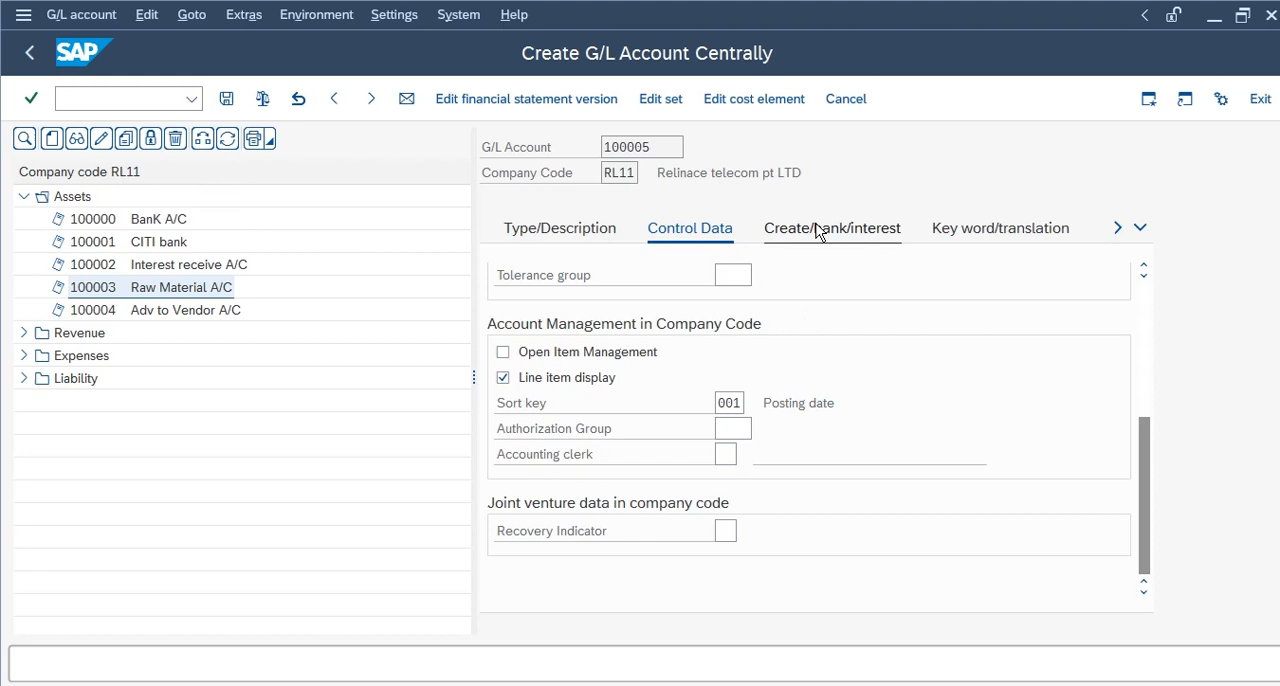 G/L account Edit Goto Extras Environment Settings System Help
SAP Create G/L Account Centrally
Edit financial statement version Edit set Edit cost element Cancel Exit
Company code RL11
Assets
100000 BanK A/C
100001 CITI bank
100002 Interest receive A/C
100003 Raw Material A/C
100004 Adv to Vendor A/C
Revenue
Expenses
Liability
G/L Account 100005
Company Code RL11 Relinace telecom pt LTD
Type/Description Control Data Create/bank/interest Key word/translation
Tolerance group
Account Management in Company Code
Open Item Management
Line item display
Sort key 001 Posting date
Authorization Group
Accounting clerk
Joint venture data in company code
Recovery Indicator